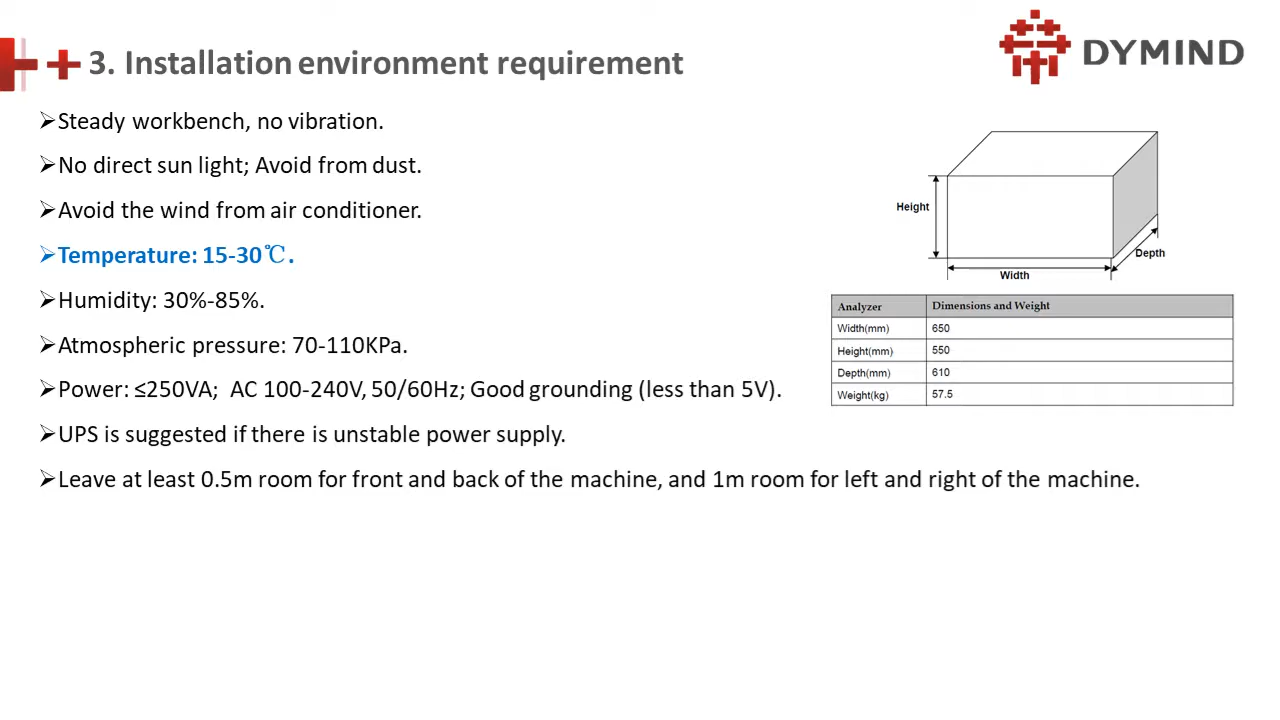 3. Installation environment requirement
DYMIND
➢Steady workbench, no vibration.
➢No direct sun light; Avoid from dust.
➢Avoid the wind from air conditioner.
➢Temperature: 15-30℃.
➢Humidity: 30%-85%.
➢Atmospheric pressure: 70-110KPa.
➢Power: ≤250VA;  AC 100-240V, 50/60Hz; Good grounding (less than 5V).
➢UPS is suggested if there is unstable power supply.
➢Leave at least 0.5m room for front and back of the machine, and 1m room for left and right of the machine.
Height
Depth
Width
Analyzer Dimensions and Weight
Width(mm) 650
Height(mm) 550
Depth(mm) 610
Weight(kg) 57.5